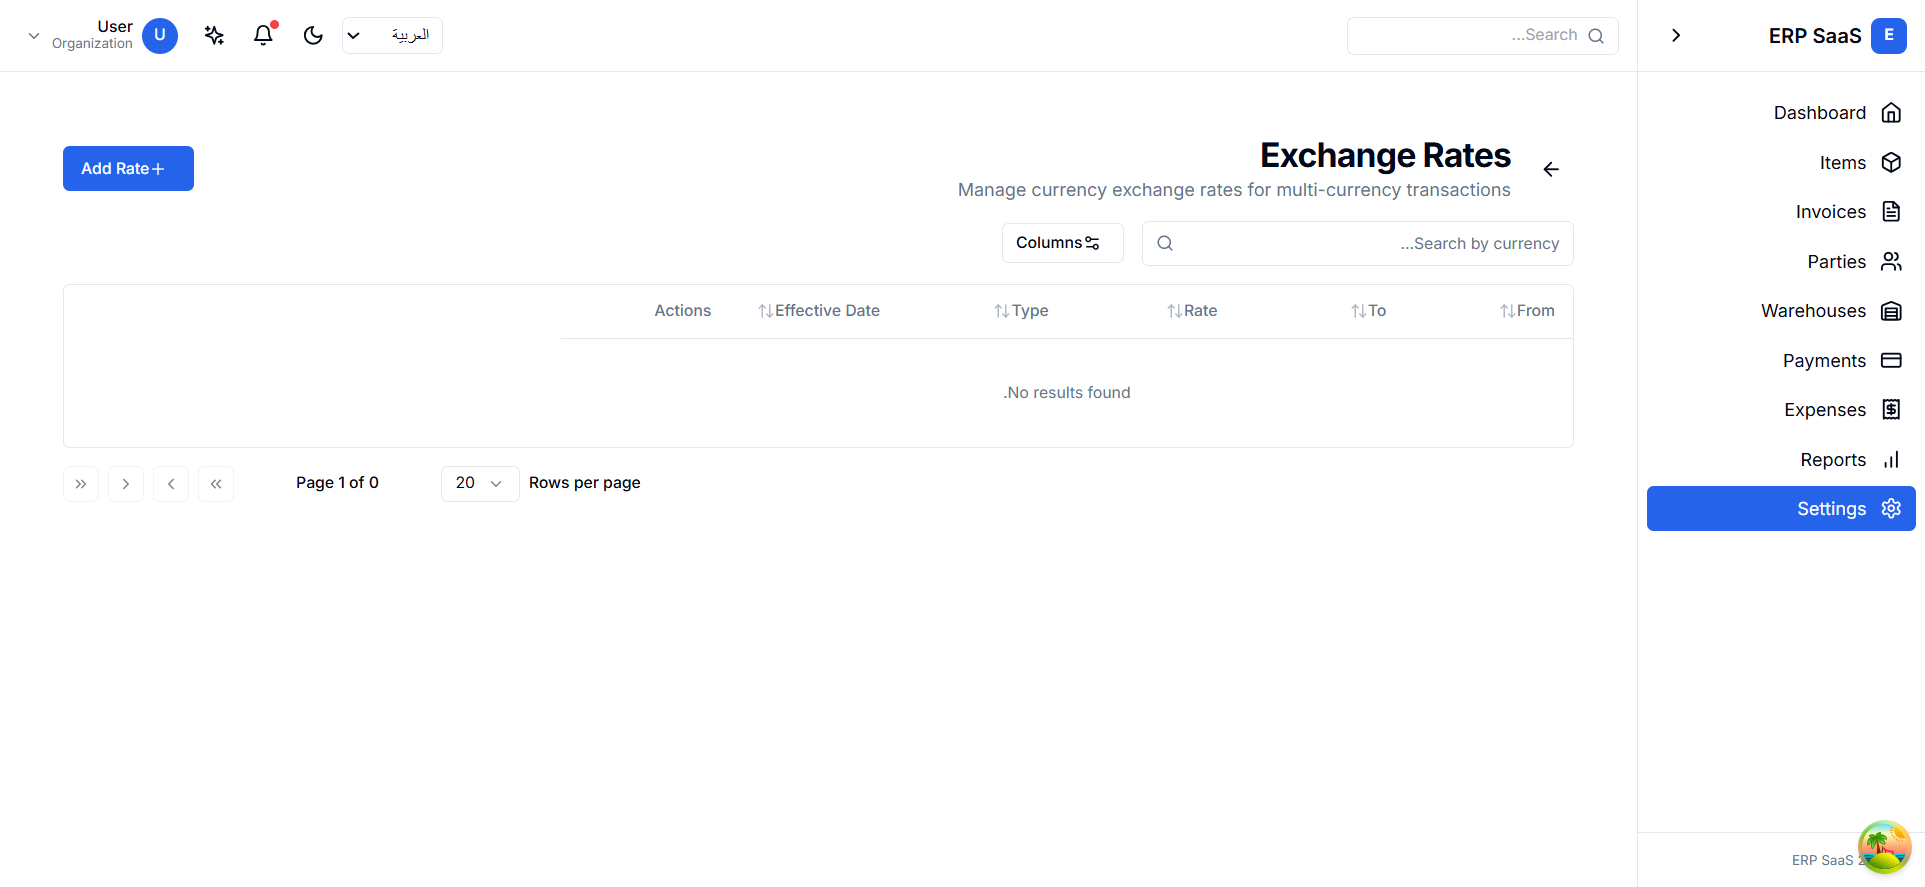 ERP SaaS
E
Search...
العربية
U
User
Organization
Dashboard
Items
Invoices
Parties
Warehouses
Payments
Expenses
Reports
Settings
Exchange Rates
Manage currency exchange rates for multi-currency transactions
Add Rate
Search by currency...
Columns
From
To
Rate
Type
Effective Date
Actions
No results found.
Rows per page
20
Page 1 of 0
ERP SaaS